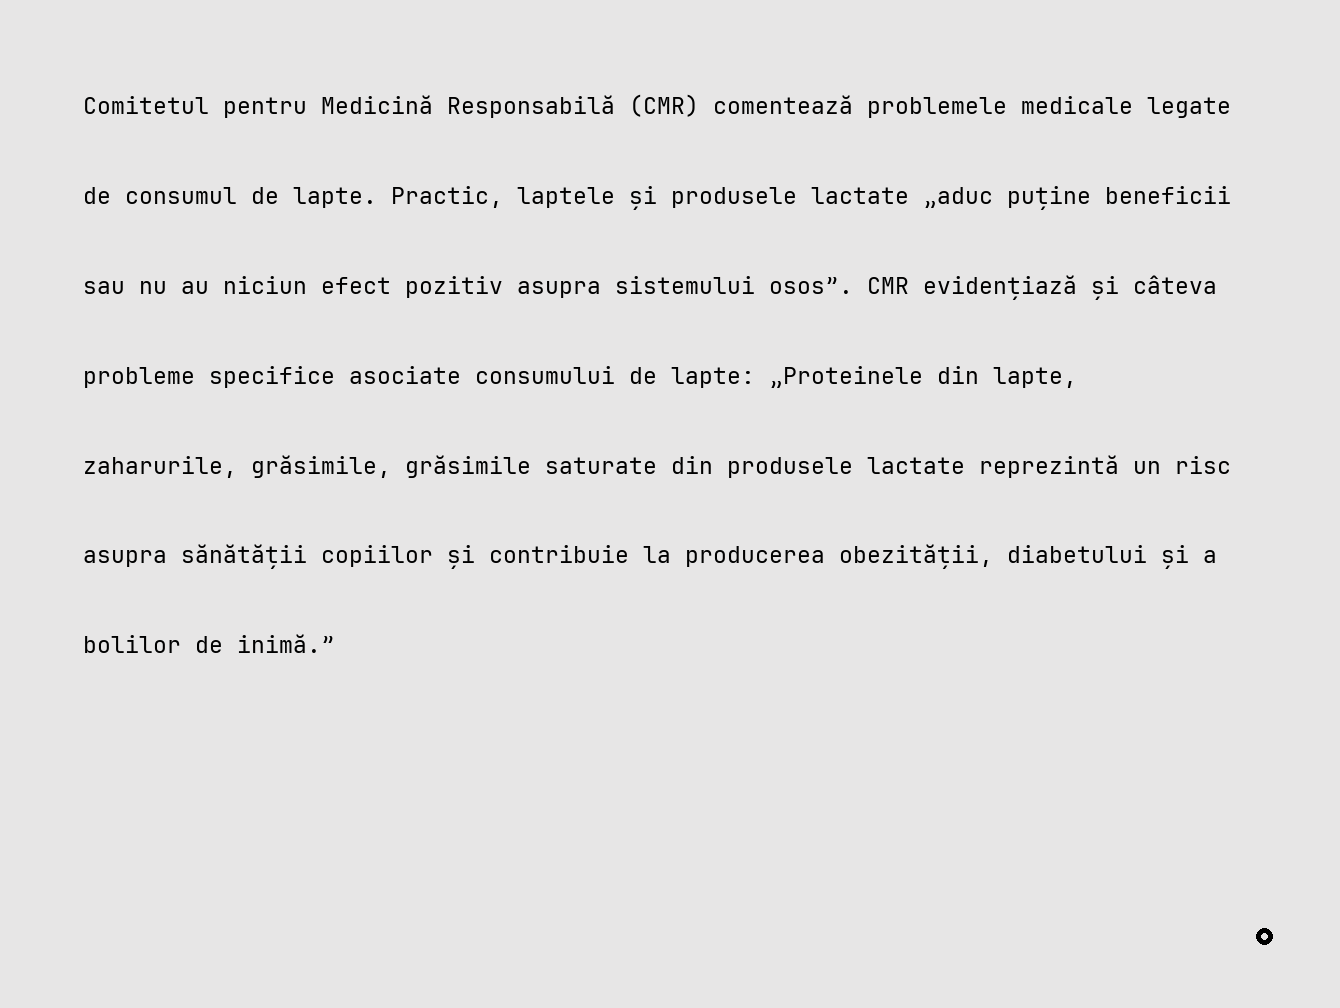 Comitetul pentru Medicină Responsabilă (CMR) comentează problemele medicale legate
de consumul de lapte. Practic, laptele și produsele lactate „aduc puține beneficii
sau nu au niciun efect pozitiv asupra sistemului osos”. CMR evidențiază și câteva
probleme specifice asociate consumului de lapte: „Proteinele din lapte,
zaharurile, grăsimile, grăsimile saturate din produsele lactate reprezintă un risc
asupra sănătății copiilor și contribuie la producerea obezității, diabetului și a
bolilor de inimă.”